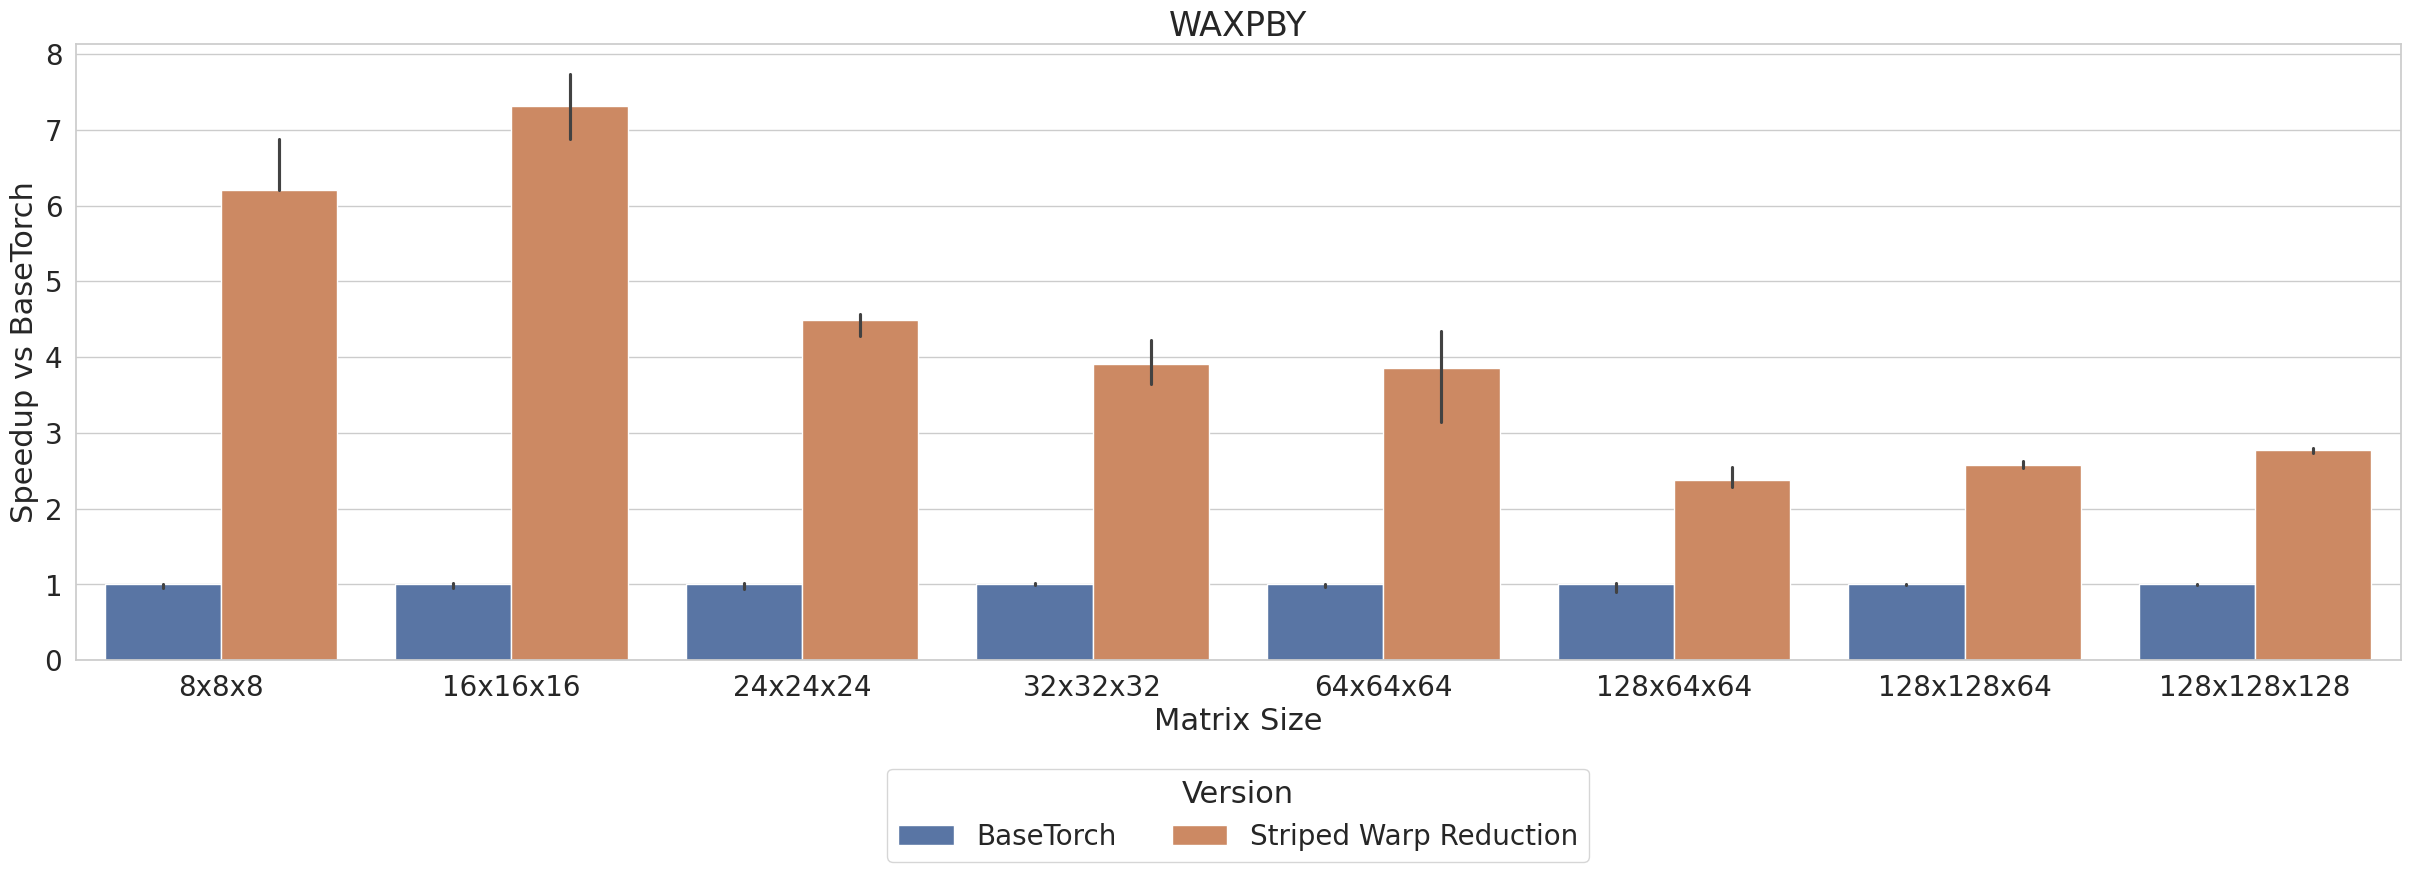 WAXPBY
Speedup vs BaseTorch
8
7
6
5
4
3
2
1
0
8x8x8 16x16x16 24x24x24 32x32x32 64x64x64 128x64x64 128x128x64 128x128x128
Matrix Size
Version
BaseTorch Striped Warp Reduction